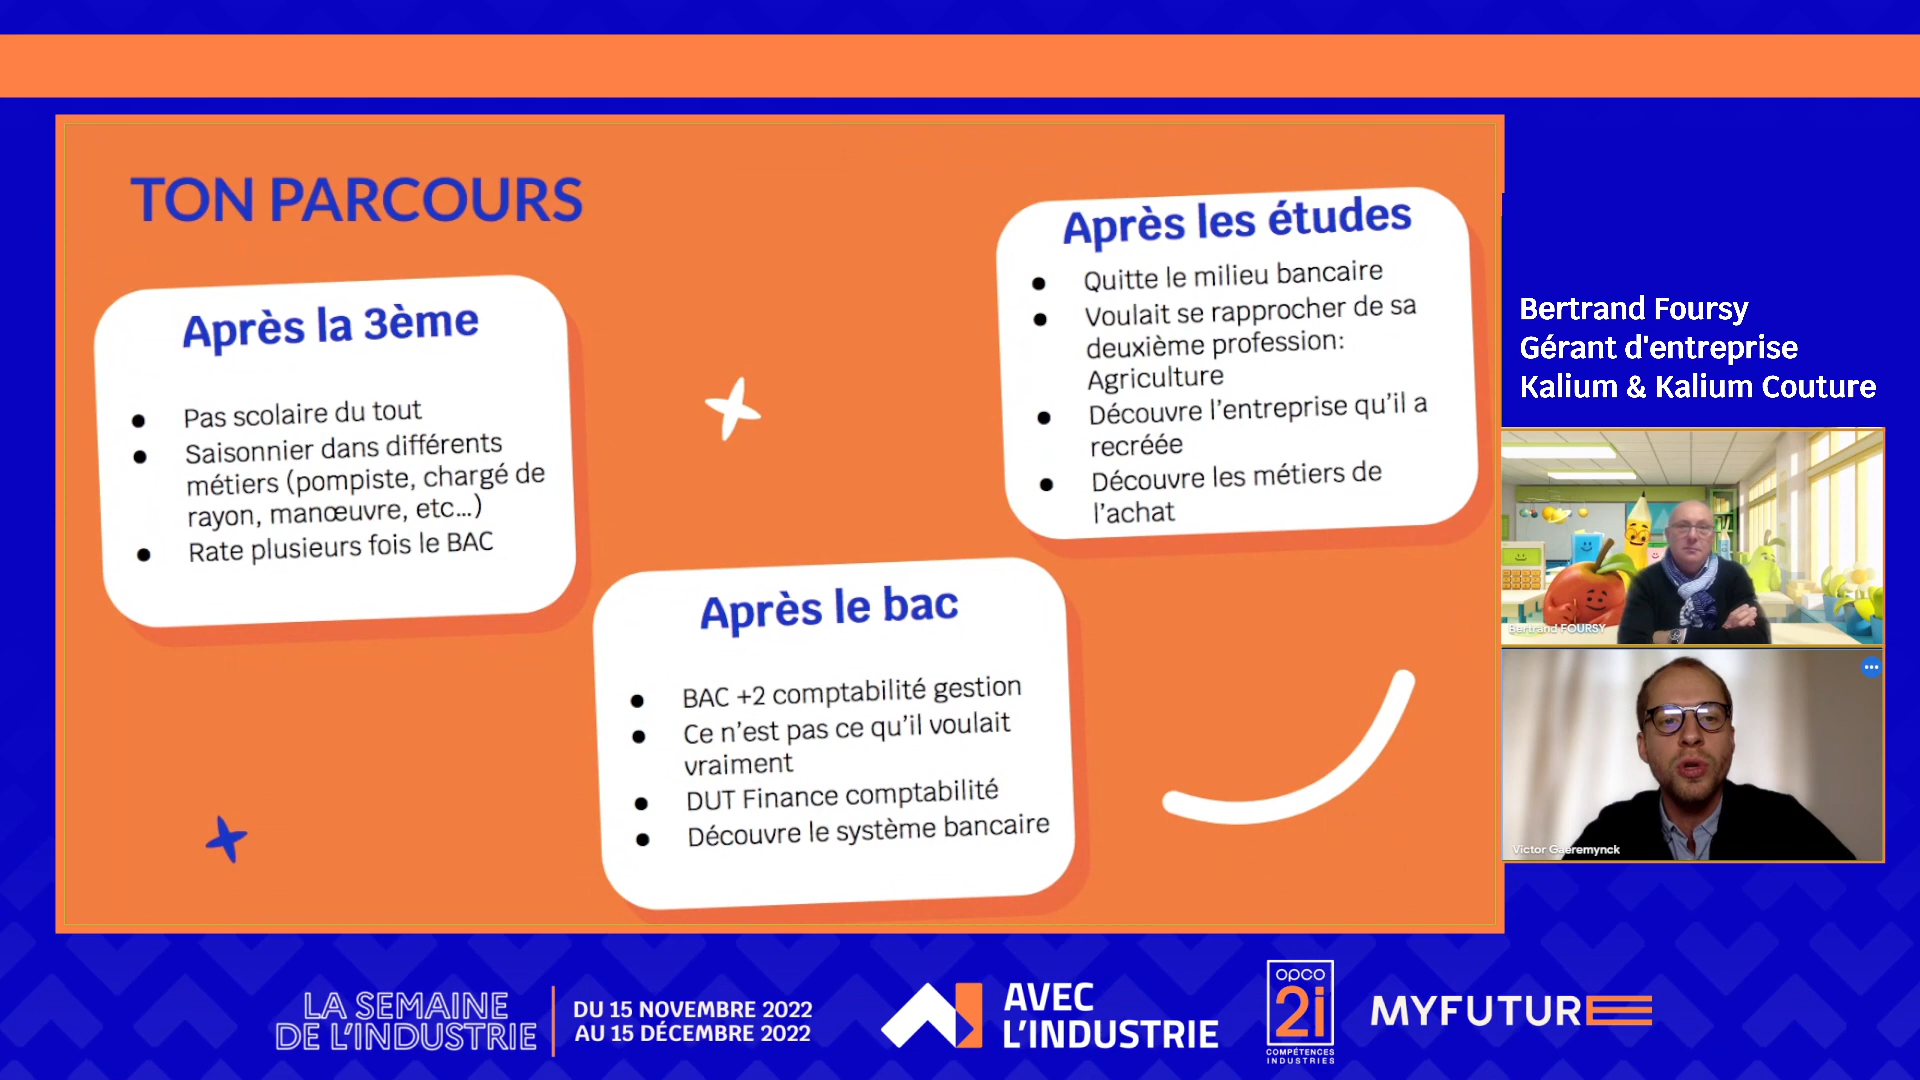 TON PARCOURS
Après la 3ème
● Pas scolaire du tout
● Saisonnier dans différents
métiers (pompiste, chargé de
rayon, manœuvre, etc…)
● Rate plusieurs fois le BAC
Après le bac
● BAC +2 comptabilité gestion
● Ce n’est pas ce qu’il voulait
vraiment
● DUT Finance comptabilité
● Découvre le système bancaire
Après les études
● Quitte le milieu bancaire
● Voulait se rapprocher de sa
deuxième profession:
Agriculture
● Découvre l’entreprise qu’il a
recréée
● Découvre les métiers de
l’achat
Bertrand Foursy
Gérant d'entreprise
Kalium & Kalium Couture
Bertrand FOURSY
Victor Gaeremynck
LA SEMAINE
DE L’INDUSTRIE
DU 15 NOVEMBRE 2022
AU 15 DÉCEMBRE 2022
AVEC
L’INDUSTRIE
opco
2i
COMPÉTENCES
INDUSTRIES
MYFUTURE